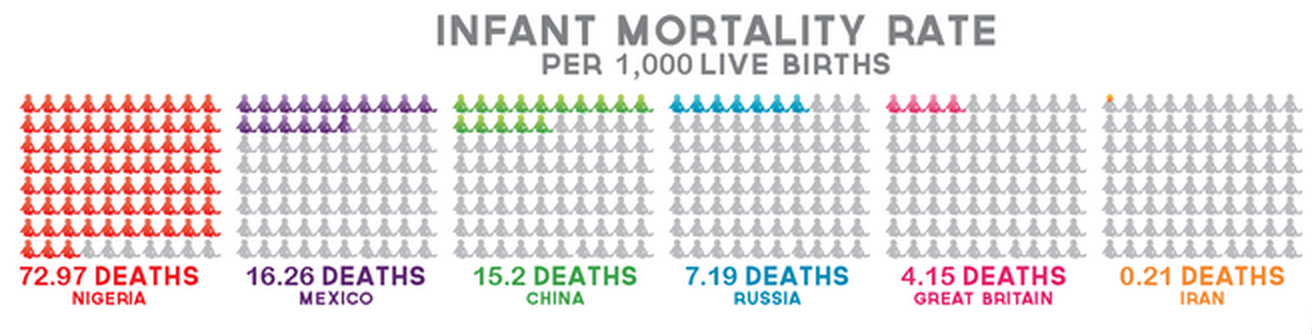 INFANT MORTALITY RATE
PER 1,000 LIVE BIRTHS
72.97 DEATHS
NIGERIA
16.26 DEATHS
MEXICO
15.2 DEATHS
CHINA
7.19 DEATHS
RUSSIA
4.15 DEATHS
GREAT BRITAIN
0.21 DEATHS
IRAN